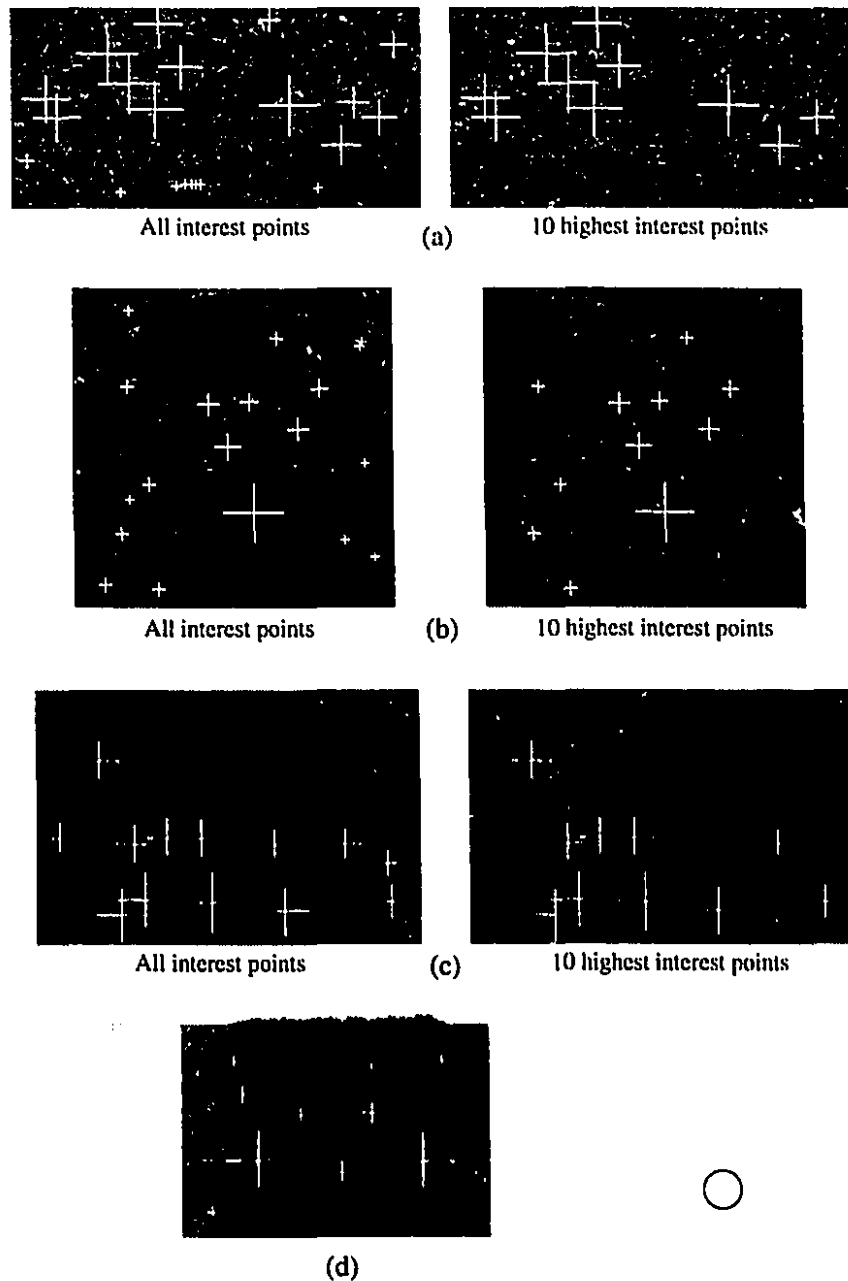 All interest points
(a)
10 highest interest points
All interest points
(b)
10 highest interest points
All interest points
(c)
10 highest interest points
(d)